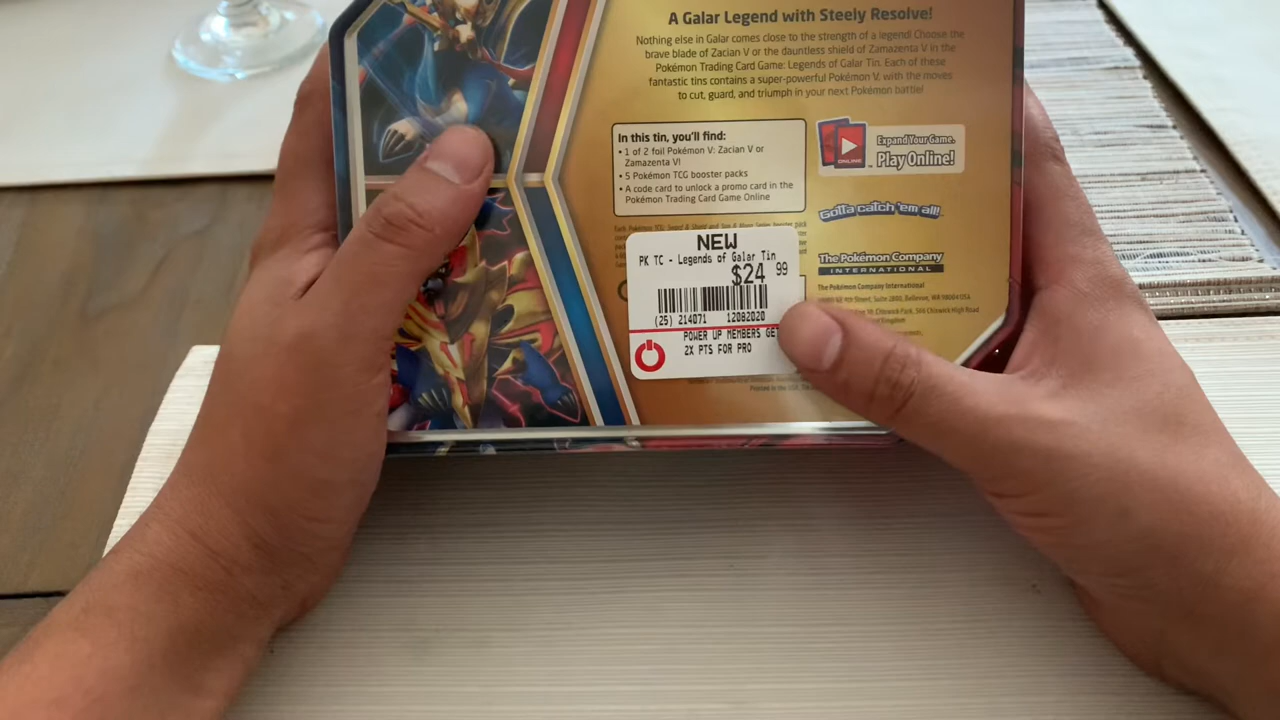 A Galar Legend with Steely Resolve!
Nothing else in Galar comes close to the strength of a legend! Choose the
brave blade of Zacian V or the dauntless shield of Zamazenta V in the
Pokémon Trading Card Game: Legends of Galar Tin. Each of these
fantastic tins contains a super-powerful Pokémon V, with the moves
to cut, guard, and triumph in your next Pokémon battle!
In this tin, you'll find:
• 1 of 2 foil Pokémon V: Zacian V or
Zamazenta V!
• 5 Pokémon TCG booster packs
• A code card to unlock a promo card in the
Pokémon Trading Card Game Online
ONLINE
Expand Your Game.
Play Online!
Gotta catch 'em all!
The Pokémon Company
INTERNATIONAL
The Pokémon Company International
NEW
PK TC - Legends of Galar Tin
$24 99
(25) 214071 12082020
POWER UP MEMBERS GET
2X PTS FOR PRO